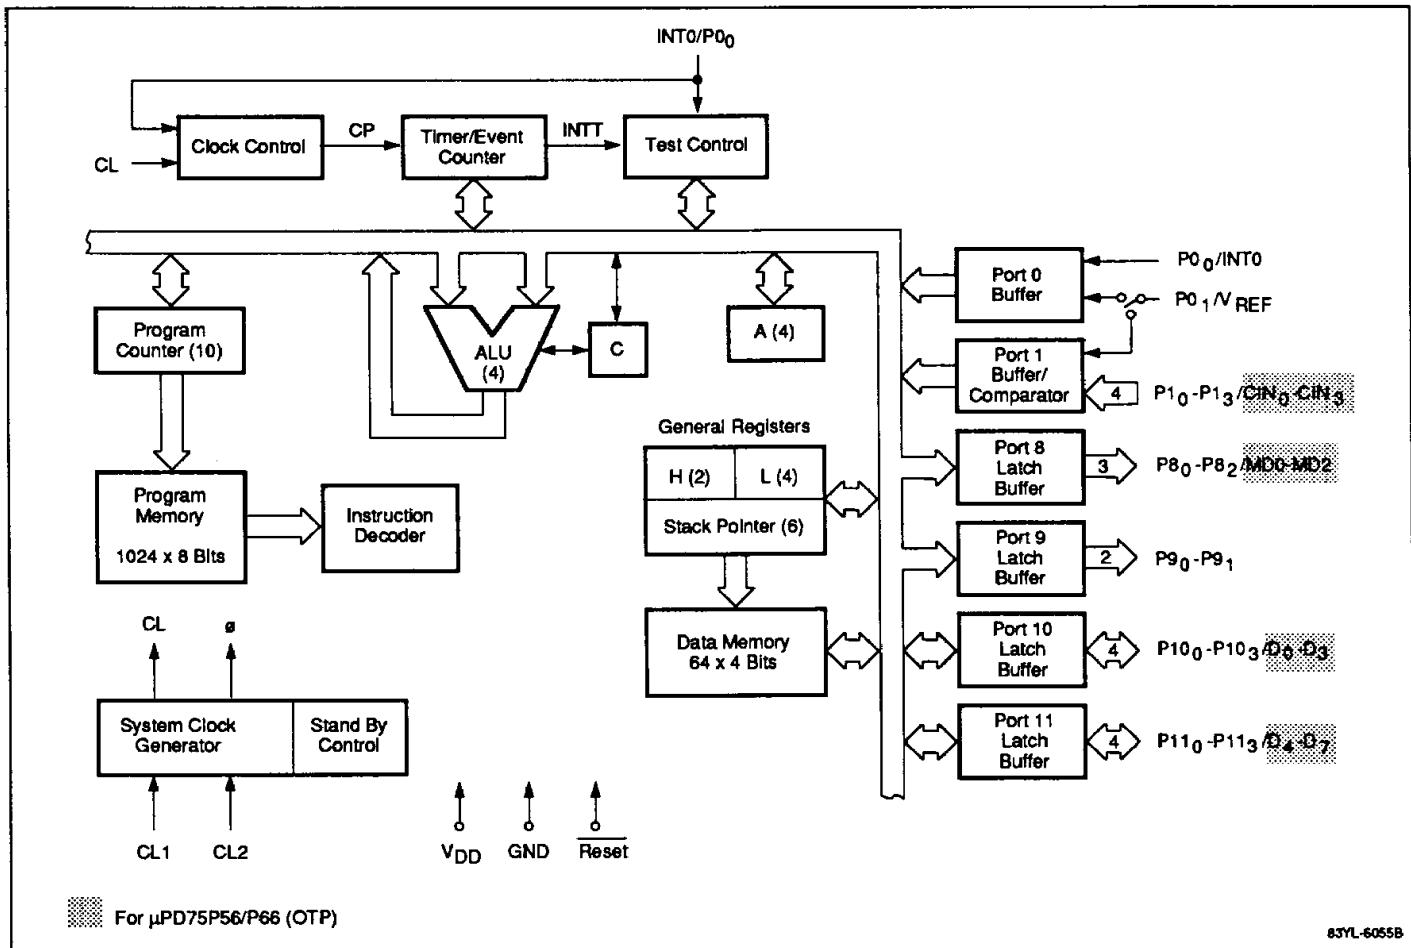 INT0/P0₀
Clock Control
CP
Timer/Event
Counter
INTT
Test Control
CL
Port 0
Buffer
P0₀/INT0
P0₁/V REF
Program
Counter (10)
ALU
(4)
C
A (4)
Port 1
Buffer/
Comparator
4
P1₀-P1₃/CIN₀-CIN₃
General Registers
H (2)
L (4)
Stack Pointer (6)
Port 8
Latch
Buffer
3
P8₀-P8₂/MD0-MD2
Program
Memory
1024 x 8 Bits
Instruction
Decoder
Port 9
Latch
Buffer
2
P9₀-P9₁
Data Memory
64 x 4 Bits
Port 10
Latch
Buffer
4
P10₀-P10₃/D₀-D₃
CL
ø
System Clock
Generator
Stand By
Control
Port 11
Latch
Buffer
4
P11₀-P11₃/D₄-D₇
CL1
CL2
VDD
GND
Reset
For µPD75P56/P66 (OTP)
83YL-6055B